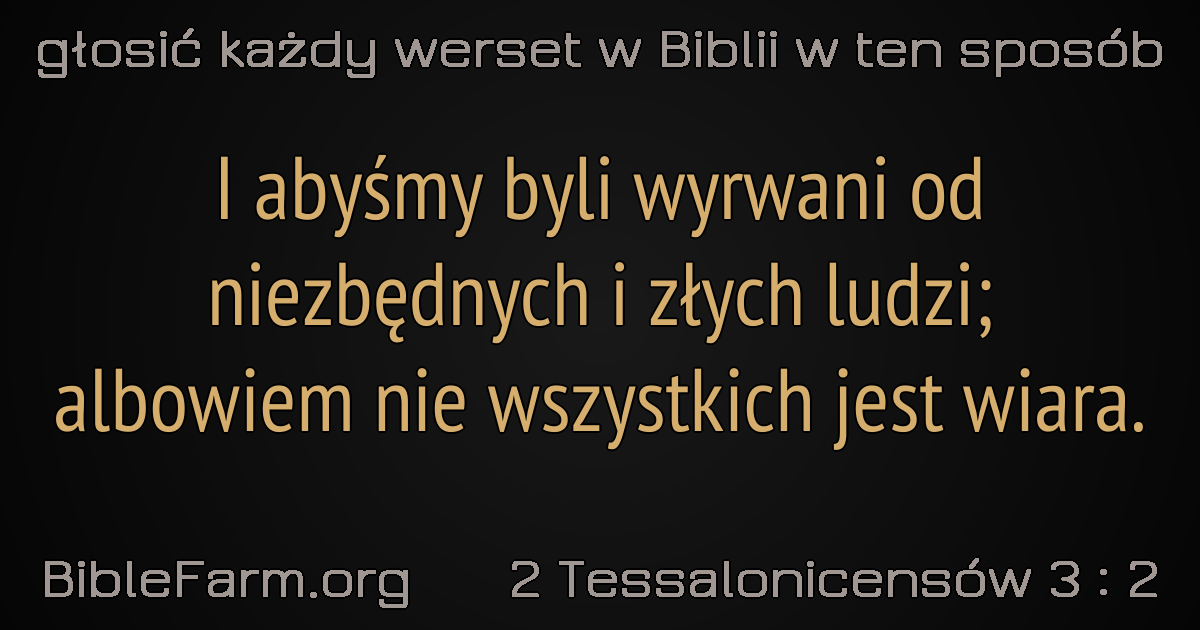 głosić każdy werset w Biblii w ten sposób
I abyśmy byli wyrwani od
niezbędnych i złych ludzi;
albowiem nie wszystkich jest wiara.
BibleFarm.org 2 Tessalonicensów 3 : 2